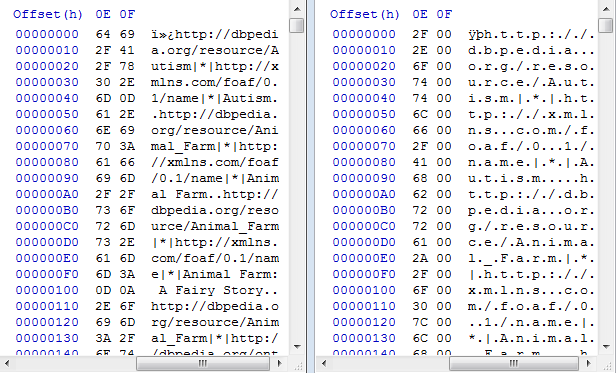 Offset(h) 0E 0F
00000000 64 69 ï»¿http://dbpedi
00000010 2F 41 a.org/resource/A
00000020 2F 78 utism|*|http://x
00000030 30 2E mlns.com/foaf/0.
00000040 6D 0D 1/name|*|Autism.
00000050 61 2E .http://dbpedia.
00000060 6E 69 org/resource/Ani
00000070 70 3A mal_Farm|*|http:
00000080 61 66 //xmlns.com/foaf
00000090 69 6D /0.1/name|*|Anim
000000A0 2F 2F al Farm..http://
000000B0 73 6F dbpedia.org/reso
000000C0 72 6D urce/Animal_Farm
000000D0 73 2E |*|http://xmlns.
000000E0 61 6D com/foaf/0.1/nam
000000F0 6D 3A e|*|Animal Farm:
00000100 0D 0A A Fairy Story..
00000110 2E 6F http://dbpedia.o
00000120 69 6D rg/resource/Anim
00000130 3A 2F al_Farm|*|http:/
00000140 6E 74 /dbpedia.org/ont
Offset(h) 0E 0F
00000000 2F 00 ÿþh.t.t.p.:././.
00000010 2E 00 d.b.p.e.d.i.a...
00000020 6F 00 o.r.g./.r.e.s.o.
00000030 74 00 u.r.c.e./.A.u.t.
00000040 74 00 i.s.m.|.*.|.h.t.
00000050 6C 00 t.p.:././.x.m.l.
00000060 66 00 n.s...c.o.m./.f.
00000070 2F 00 o.a.f./.0...1./.
00000080 41 00 n.a.m.e.|.*.|.A.
00000090 68 00 u.t.i.s.m.....h.
000000A0 62 00 t.t.p.:././.d.b.
000000B0 72 00 p.e.d.i.a...o.r.
000000C0 72 00 g./.r.e.s.o.u.r.
000000D0 61 00 c.e./.A.n.i.m.a.
000000E0 2A 00 l._.F.a.r.m.|.*.
000000F0 2F 00 |.h.t.t.p.:././.
00000100 6F 00 x.m.l.n.s...c.o.
00000110 30 00 m./.f.o.a.f./.0.
00000120 7C 00 ..1./.n.a.m.e.|.
00000130 6C 00 *.|.A.n.i.m.a.l.
00000140 68 00 .F.a.r.m.....h.